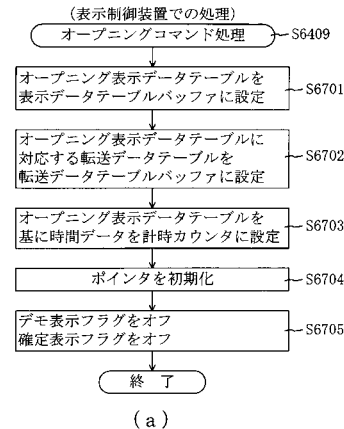 (表示制御装置での処理)
オープニングコマンド処理
S6409
オープニング表示データテーブルを
表示データテーブルバッファに設定
S6701
オープニング表示データテーブルに
対応する転送データテーブルを
転送データテーブルバッファに設定
S6702
オープニング表示データテーブルを
基に時間データを計時カウンタに設定
S6703
ポインタを初期化
S6704
デモ表示フラグをオフ
確定表示フラグをオフ
S6705
終 了
(a)